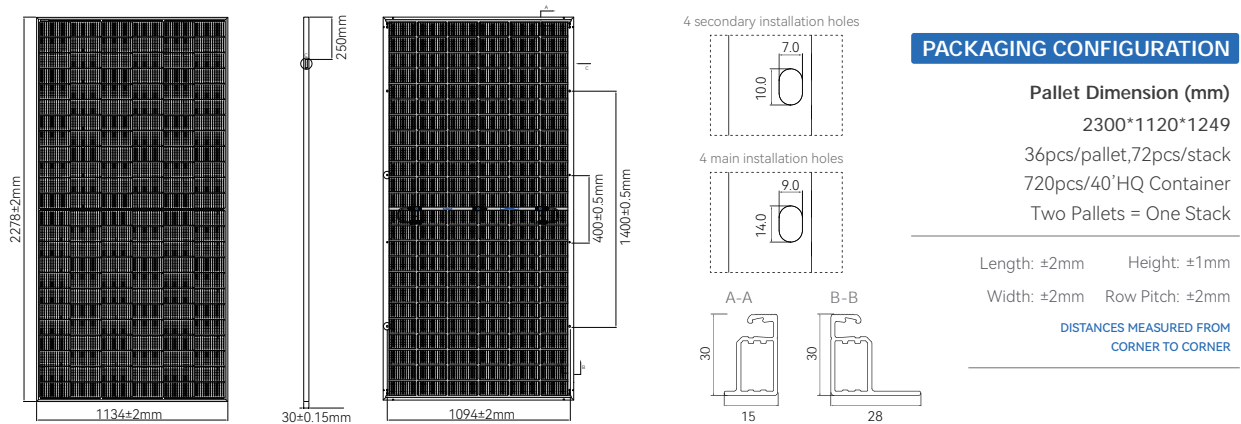 2278±2mm
1134±2mm
250mm
C
30±0.15mm
A
C
400±0.5mm
1400±0.5mm
B
1094±2mm
4 secondary installation holes
7.0
10.0
4 main installation holes
9.0
14.0
A-A
B-B
30
30
15
28
PACKAGING CONFIGURATION
Pallet Dimension (mm)
2300*1120*1249
36pcs/pallet,72pcs/stack
720pcs/40’HQ Container
Two Pallets = One Stack
Length: ±2mm Height: ±1mm
Width: ±2mm Row Pitch: ±2mm
DISTANCES MEASURED FROM
CORNER TO CORNER